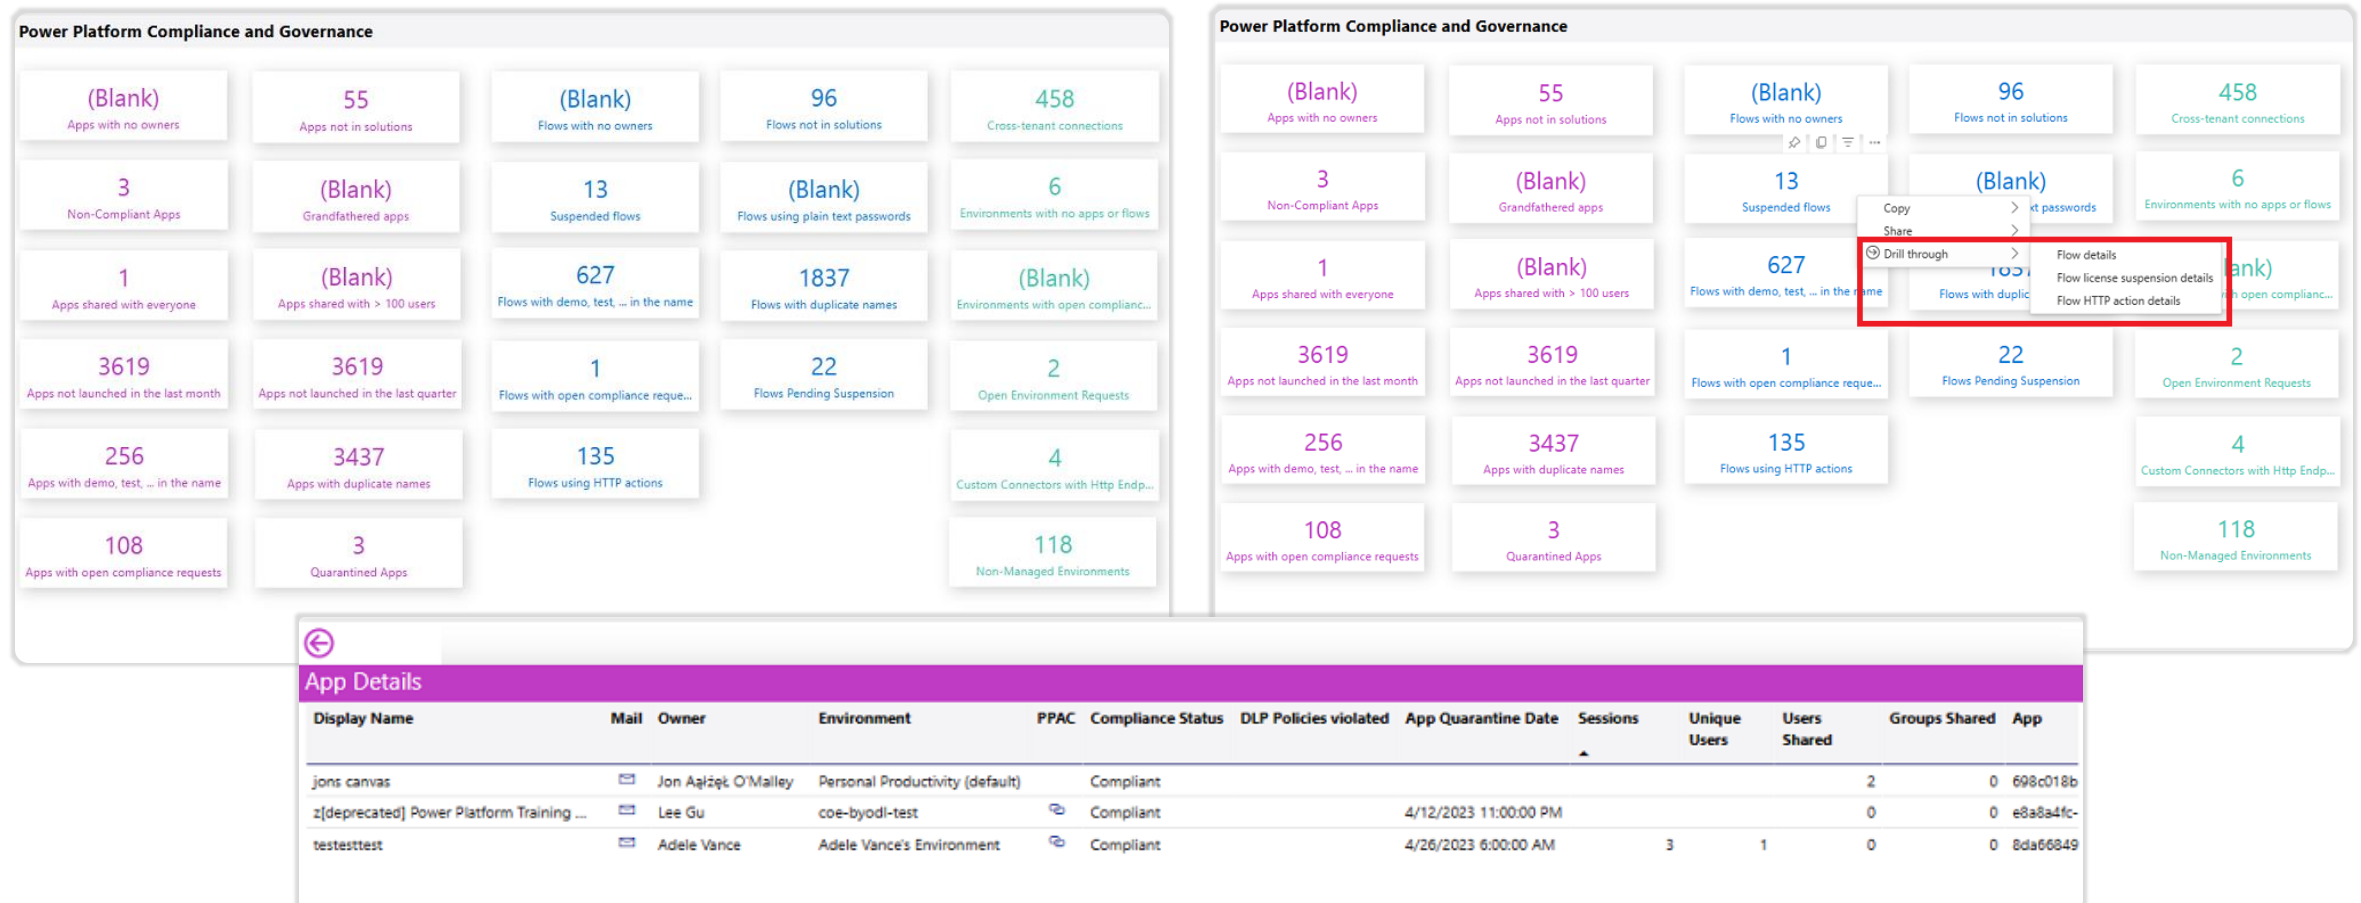 Power Platform Compliance and Governance
(Blank)
Apps with no owners
55
Apps not in solutions
(Blank)
Flows with no owners
96
Flows not in solutions
458
Cross-tenant connections
3
Non-Compliant Apps
(Blank)
Grandfathered apps
13
Suspended flows
(Blank)
Flows using plain text passwords
6
Environments with no apps or flows
1
Apps shared with everyone
(Blank)
Apps shared with > 100 users
627
Flows with demo, test, ... in the name
1837
Flows with duplicate names
(Blank)
Environments with open complianc...
3619
Apps not launched in the last month
3619
Apps not launched in the last quarter
1
Flows with open compliance reque...
22
Flows Pending Suspension
2
Open Environment Requests
256
Apps with demo, test, ... in the name
3437
Apps with duplicate names
135
Flows using HTTP actions
4
Custom Connectors with Http Endp...
108
Apps with open compliance requests
3
Quarantined Apps
118
Non-Managed Environments
Power Platform Compliance and Governance
(Blank)
Apps with no owners
55
Apps not in solutions
(Blank)
Flows with no owners
96
Flows not in solutions
458
Cross-tenant connections
3
Non-Compliant Apps
(Blank)
Grandfathered apps
13
Suspended flows
(Blank)
xt passwords
6
Environments with no apps or flows
Copy
Share
Drill through
Flow details
Flow license suspension details
Flow HTTP action details
1
Apps shared with everyone
(Blank)
Apps shared with > 100 users
627
Flows with demo, test, ... in the name
1837
Flows with duplic
ank)
ith open complianc...
3619
Apps not launched in the last month
3619
Apps not launched in the last quarter
1
Flows with open compliance reque...
22
Flows Pending Suspension
2
Open Environment Requests
256
Apps with demo, test, ... in the name
3437
Apps with duplicate names
135
Flows using HTTP actions
4
Custom Connectors with Http Endp...
108
Apps with open compliance requests
3
Quarantined Apps
118
Non-Managed Environments
App Details
Display Name Mail Owner Environment PPAC Compliance Status DLP Policies violated App Quarantine Date Sessions Unique Users Users Shared Groups Shared App
jons canvas Jon Aąłżęł O'Malley Personal Productivity (default) Compliant 2 0 698c018b
z[deprecated] Power Platform Training ... Lee Gu coe-byodl-test Compliant 4/12/2023 11:00:00 PM 0 0 e8a8a4fc-
testesttest Adele Vance Adele Vance's Environment Compliant 4/26/2023 6:00:00 AM 3 1 0 0 8da66849